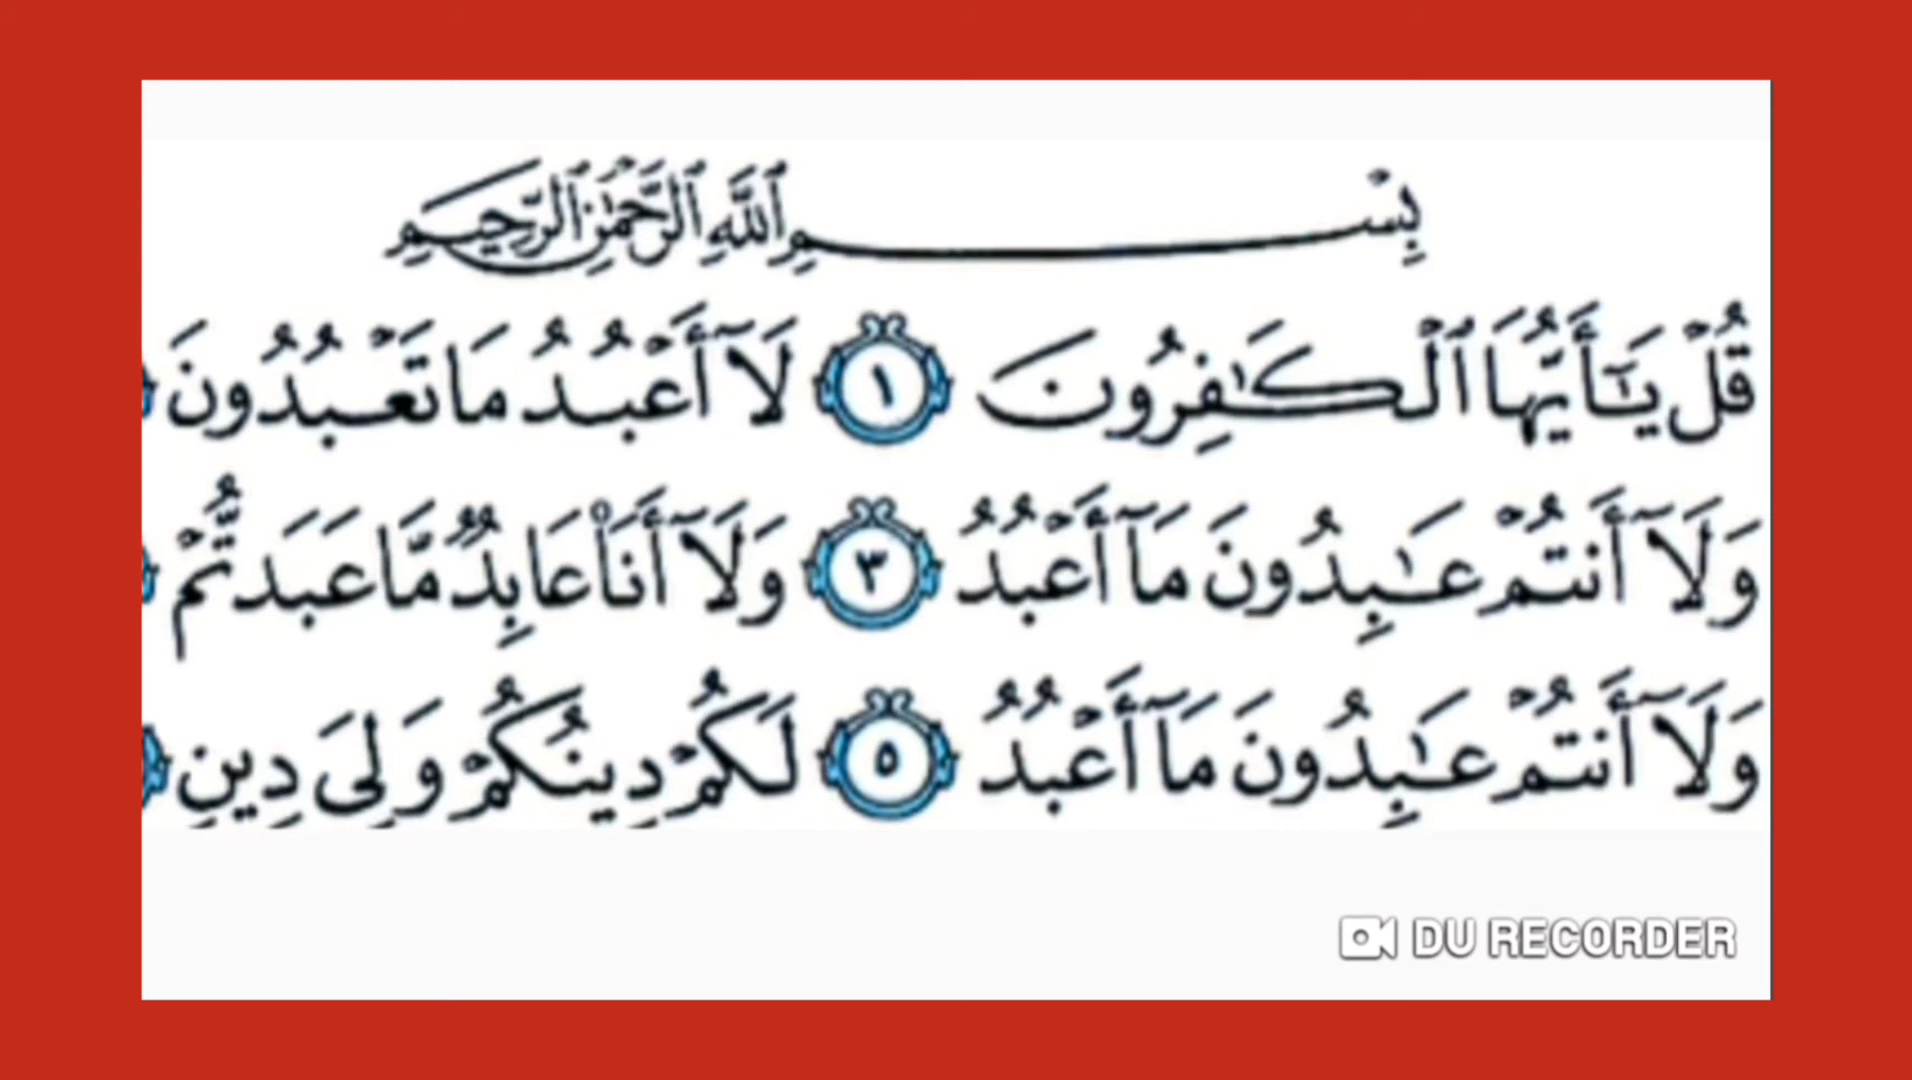 بِسْمِ ٱللَّهِ ٱلرَّحْمَٰنِ ٱلرَّحِيمِ
قُلْ يَٰٓأَيُّهَا ٱلْكَٰفِرُونَ ١ لَآ أَعْبُدُ مَا تَعْبُدُونَ
وَلَآ أَنتُمْ عَٰبِدُونَ مَآ أَعْبُدُ ٣ وَلَآ أَنَا۠ عَابِدٌ مَّا عَبَدتُّمْ
وَلَآ أَنتُمْ عَٰبِدُونَ مَآ أَعْبُدُ ٥ لَكُمْ دِينُكُمْ وَلِىَ دِينِ
DU RECORDER